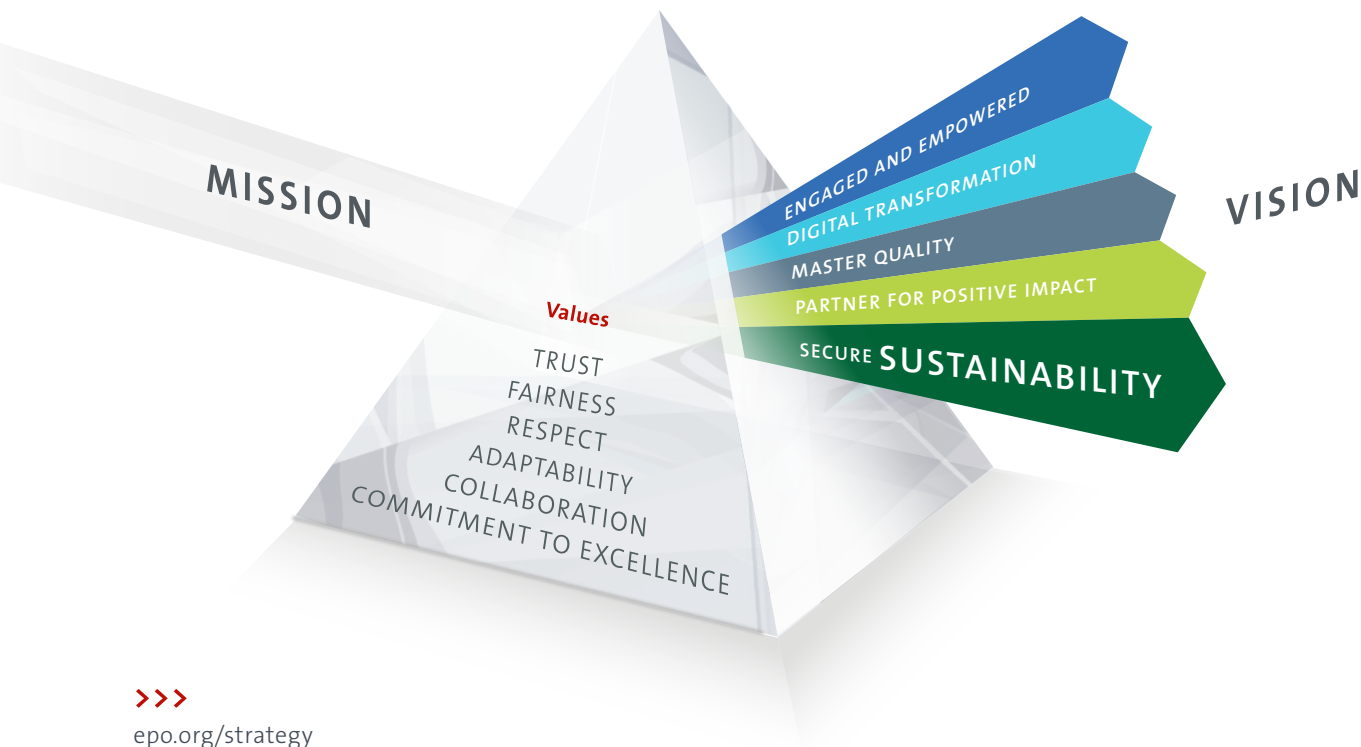 MISSION
Values
TRUST
FAIRNESS
RESPECT
ADAPTABILITY
COLLABORATION
COMMITMENT TO EXCELLENCE
ENGAGED AND EMPOWERED
DIGITAL TRANSFORMATION
MASTER QUALITY
PARTNER FOR POSITIVE IMPACT
SECURE SUSTAINABILITY
VISION
>>>
epo.org/strategy